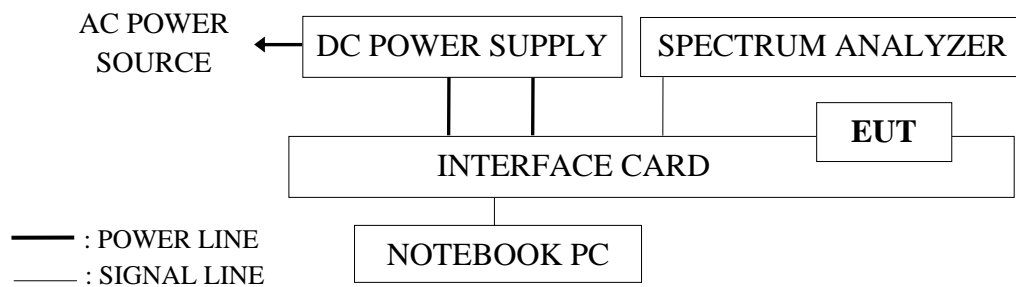 AC POWER
SOURCE
DC POWER SUPPLY
SPECTRUM ANALYZER
EUT
INTERFACE CARD
: POWER LINE
NOTEBOOK PC
: SIGNAL LINE